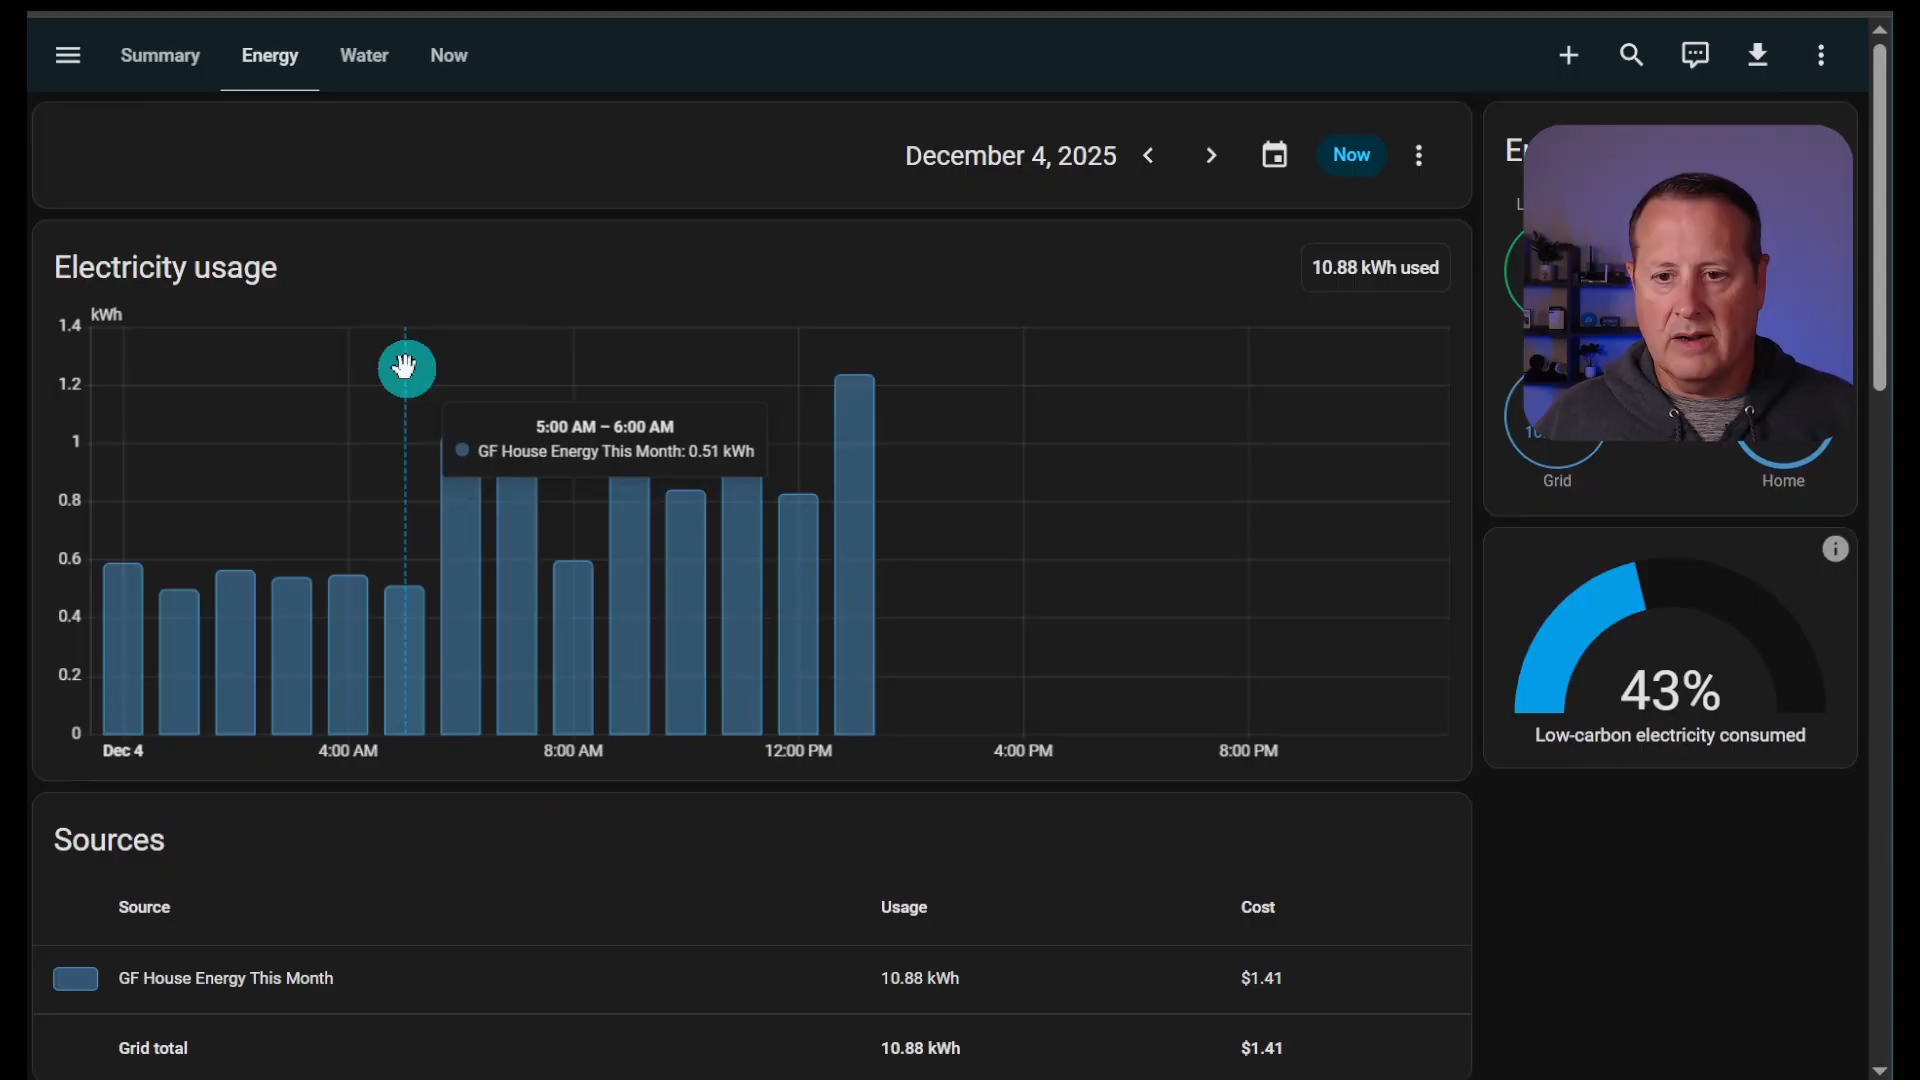 Summary
Energy
Water
Now
December 4, 2025
Now
Electricity usage
10.88 kWh used
kWh
1.4
1.2
1
0.8
0.6
0.4
0.2
0
5:00 AM – 6:00 AM
GF House Energy This Month: 0.51 kWh
Dec 4
4:00 AM
8:00 AM
12:00 PM
4:00 PM
8:00 PM
Grid
Home
43%
Low-carbon electricity consumed
Sources
Source Usage Cost
GF House Energy This Month 10.88 kWh $1.41
Grid total 10.88 kWh $1.41